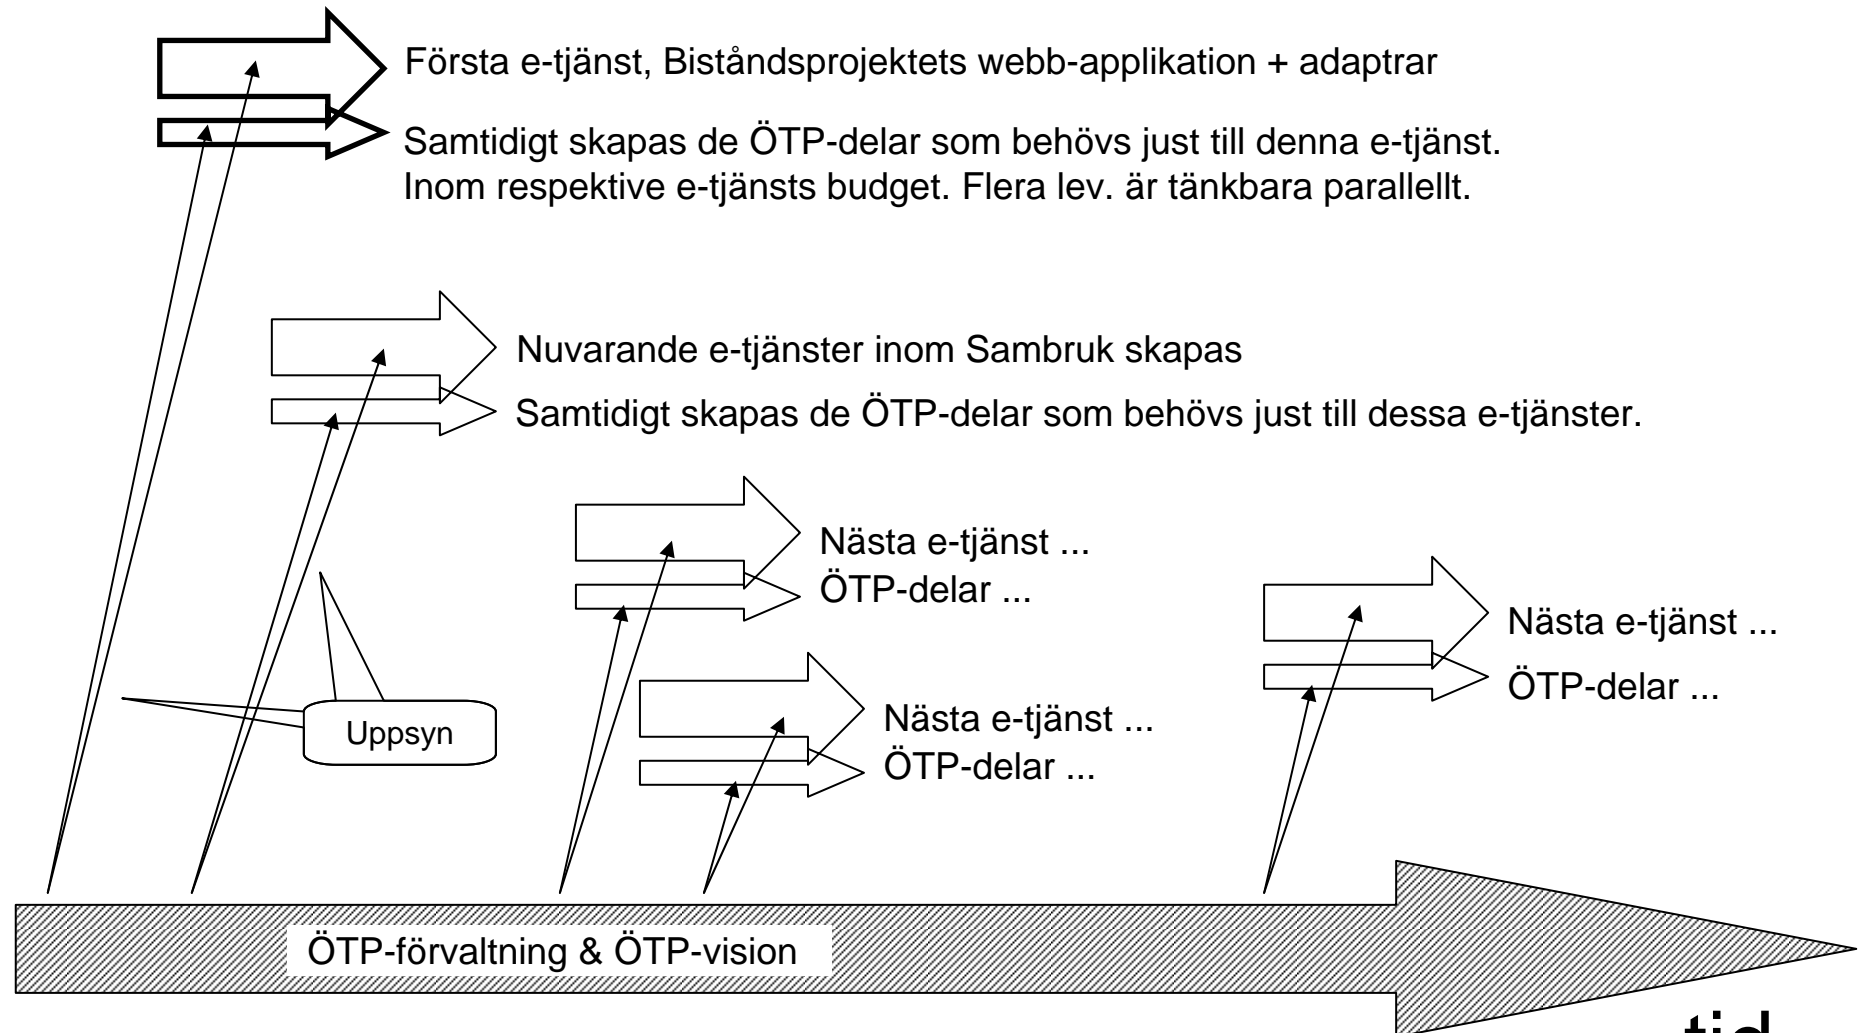 Första e-tjänst, Biståndsprojektets webb-applikation + adaptrar
Samtidigt skapas de ÖTP-delar som behövs just till denna e-tjänst.
Inom respektive e-tjänsts budget. Flera lev. är tänkbara parallellt.
Nuvarande e-tjänster inom Sambruk skapas
Samtidigt skapas de ÖTP-delar som behövs just till dessa e-tjänster.
Nästa e-tjänst ...
ÖTP-delar ...
Nästa e-tjänst ...
ÖTP-delar ...
Uppsyn
Nästa e-tjänst ...
ÖTP-delar ...
ÖTP-förvaltning & ÖTP-vision
tid